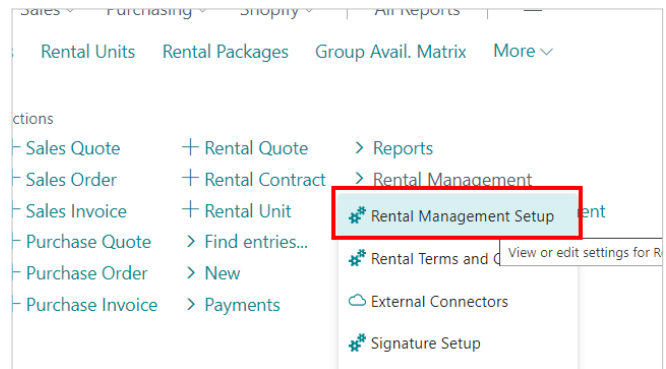 Sales Purchasing Shopify All Reports
Rental Units Rental Packages Group Avail. Matrix More
ctions
Sales Quote + Rental Quote > Reports
Sales Order + Rental Contract > Rental Management
Sales Invoice + Rental Unit Rental Management Setup ent
Purchase Quote > Find entries... Rental Terms and C View or edit settings for R
Purchase Order > New External Connectors
Purchase Invoice > Payments
Signature Setup